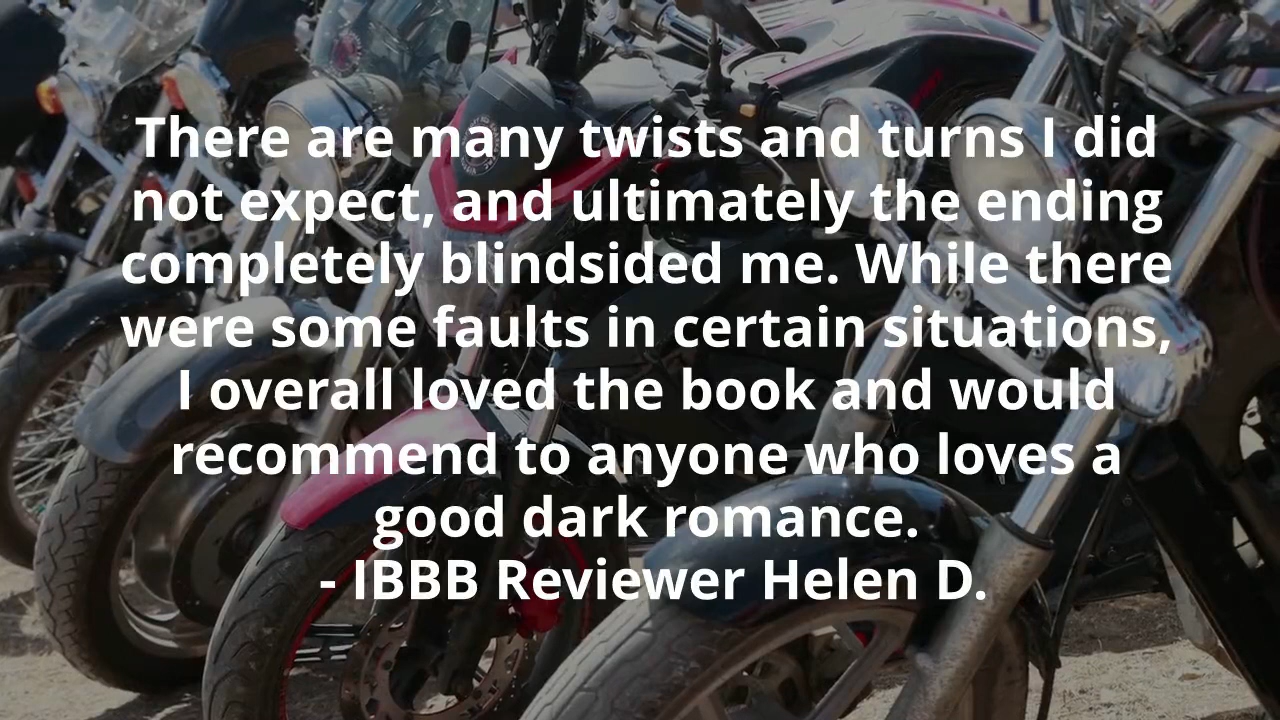 There are many twists and turns I did
not expect, and ultimately the ending
completely blindsided me. While there
were some faults in certain situations,
I overall loved the book and would
recommend to anyone who loves a
good dark romance.
- IBBB Reviewer Helen D.